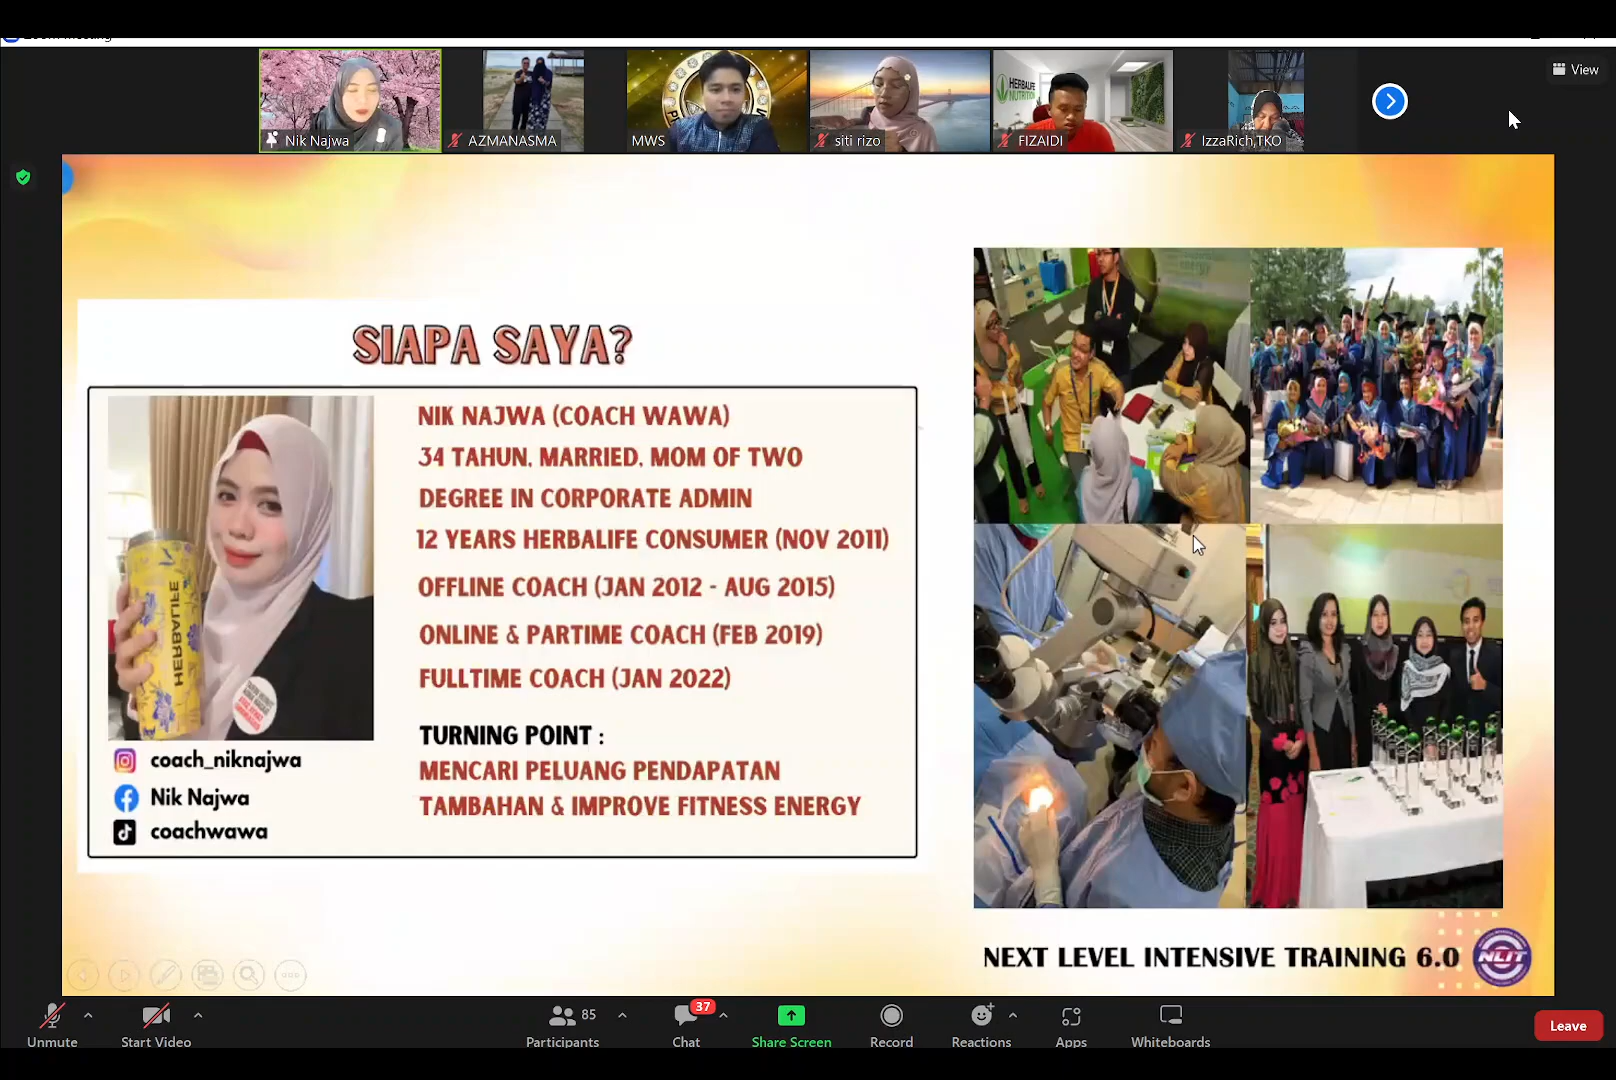 View
Nik Najwa
AZMANASMA
MWS
siti rizo
HERBALIFE
NUTRITION
FIZAIDI
IzzaRich,TKO
SIAPA SAYA?
NIK NAJWA (COACH WAWA)
34 TAHUN, MARRIED, MOM OF TWO
DEGREE IN CORPORATE ADMIN
12 YEARS HERBALIFE CONSUMER (NOV 2011)
OFFLINE COACH (JAN 2012 - AUG 2015)
ONLINE & PARTIME COACH (FEB 2019)
FULLTIME COACH (JAN 2022)
TURNING POINT :
MENCARI PELUANG PENDAPATAN
TAMBAHAN & IMPROVE FITNESS ENERGY
HERBALIFE
coach_niknajwa
Nik Najwa
coachwawa
NEXT LEVEL INTENSIVE TRAINING 6.0
NLIT
Unmute
Start Video
85
Participants
37
Chat
Share Screen
Record
Reactions
Apps
Whiteboards
Leave